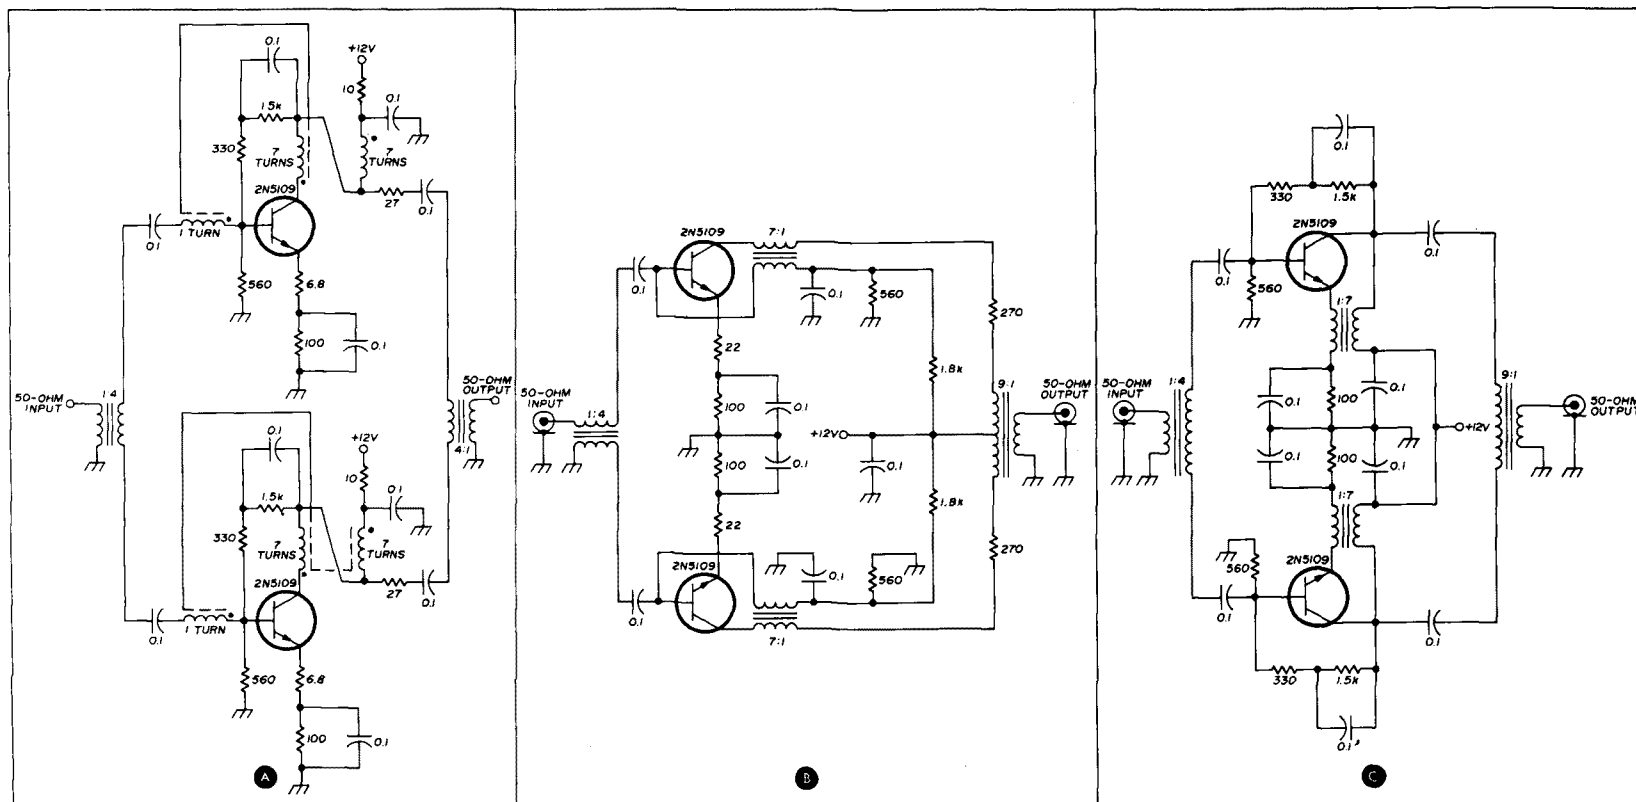 0.1
+12V
10
0.1
1.5k
330
7
TURNS
7
TURNS
2N5109
27
0.1
0.1
1 TURN
560
6.8
100
0.1
50-OHM
INPUT
1:4
50-OHM
OUTPUT
4:1
0.1
+12V
10
0.1
1.5k
330
7
TURNS
7
TURNS
2N5109
27
0.1
0.1
1 TURN
560
6.8
100
0.1
A
2N5109
7:1
0.1
0.1
560
270
22
1.8k
100
0.1
50-OHM
INPUT
1:4
9:1
50-OHM
OUTPUT
+12V
0.1
100
0.1
1.8k
22
270
2N5109
0.1
560
0.1
7:1
B
0.1
330
1.5k
2N5109
0.1
0.1
560
1:7
50-OHM
INPUT
1:4
0.1
100
0.1
9:1
50-OHM
OUTPUT
+12V
0.1
100
0.1
1:7
560
2N5109
0.1
0.1
330
1.5k
0.1
C